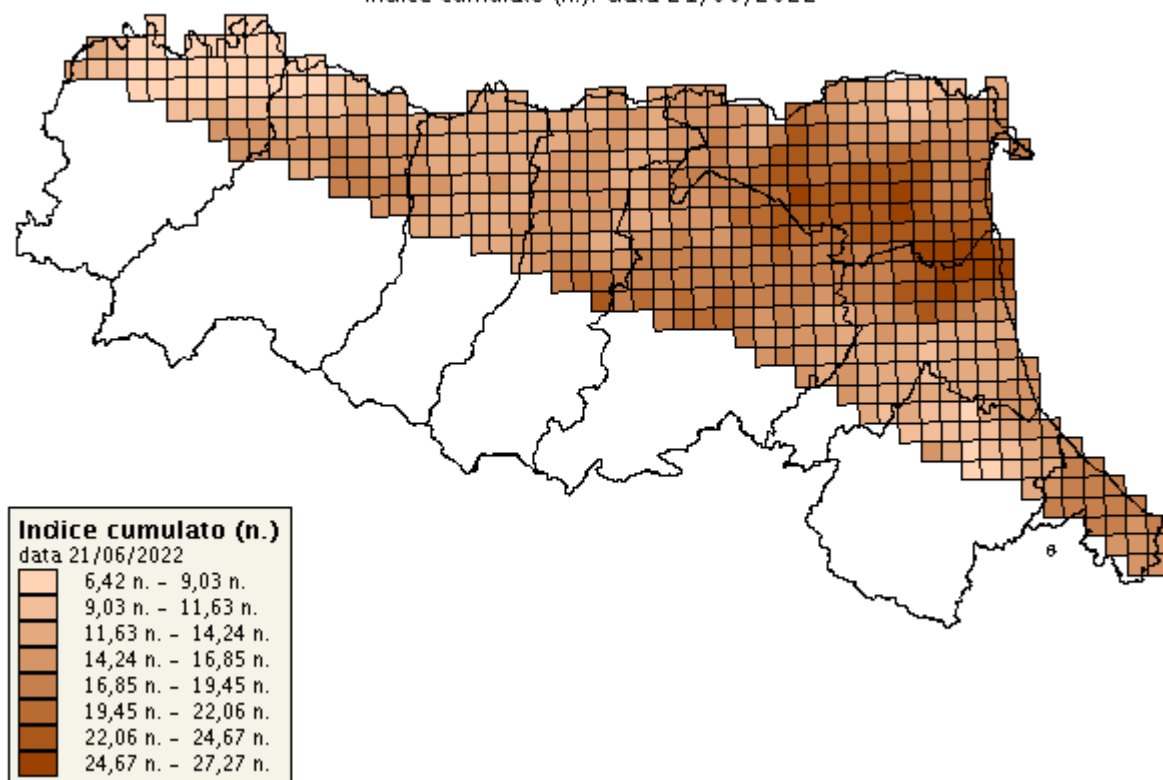 Indice cumulato (n.)
data 21/06/2022
6,42 n. - 9,03 n.
9,03 n. - 11,63 n.
11,63 n. - 14,24 n.
14,24 n. - 16,85 n.
16,85 n. - 19,45 n.
19,45 n. - 22,06 n.
22,06 n. - 24,67 n.
24,67 n. - 27,27 n.